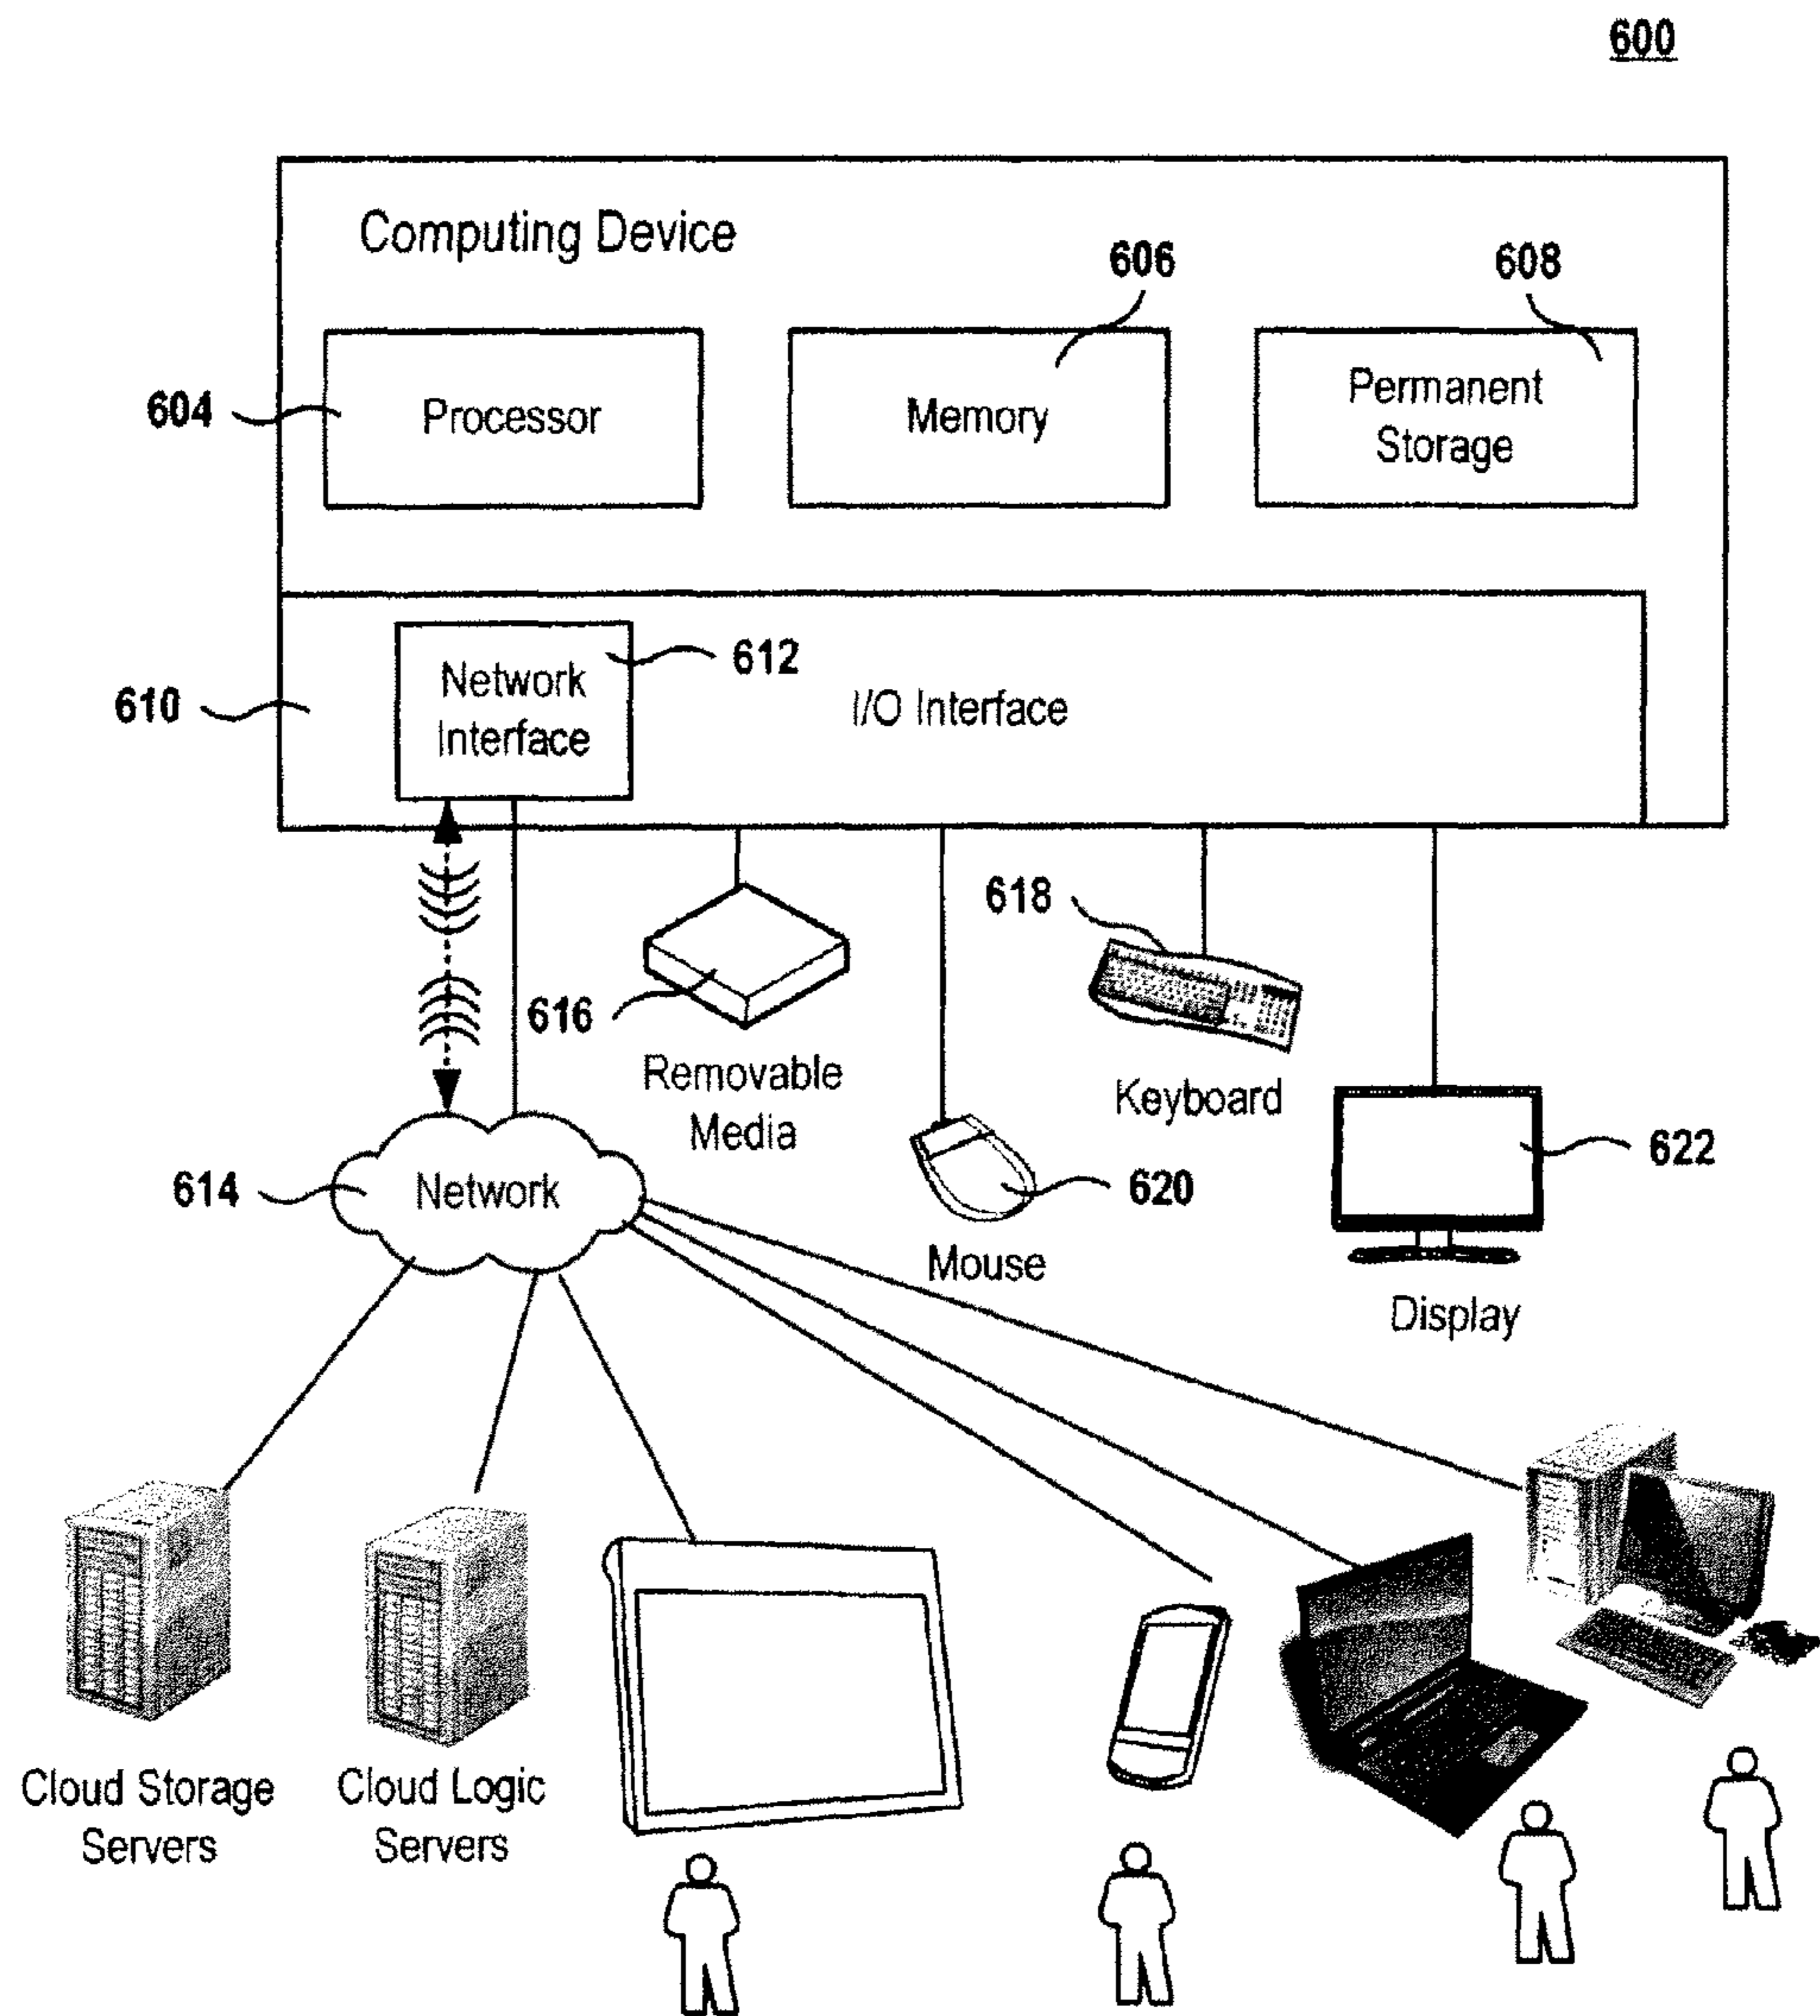 600
Computing Device
606
608
604
Processor
Memory
Permanent
Storage
612
Network
Interface
610
I/O Interface
618
616
Removable
Media
Keyboard
622
614
Network
620
Mouse
Display
Cloud Storage
Servers
Cloud Logic
Servers